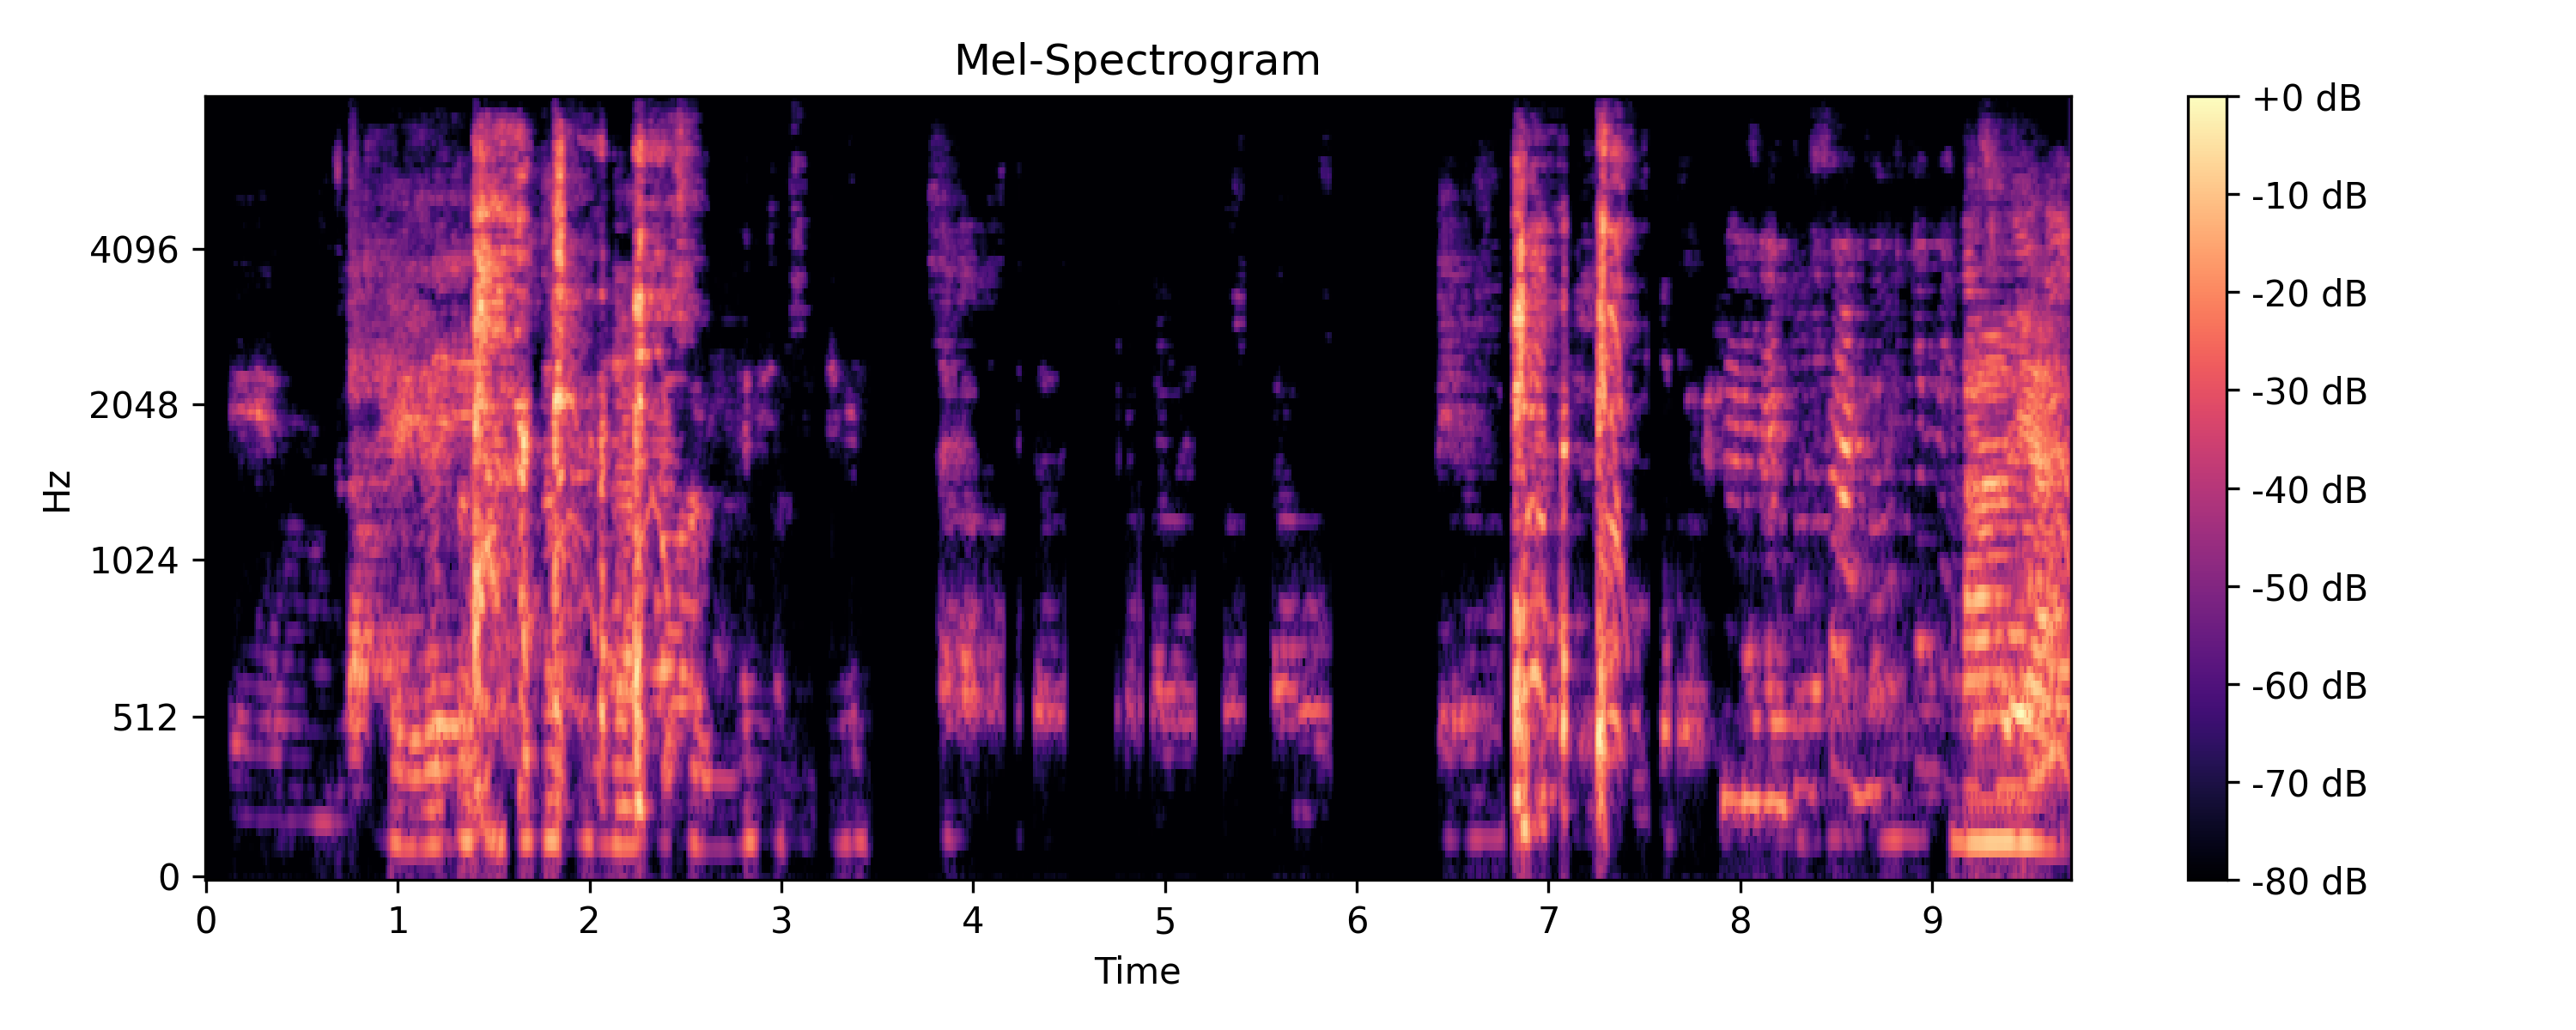 Mel-Spectrogram
+0 dB
-10 dB
-20 dB
-30 dB
-40 dB
-50 dB
-60 dB
-70 dB
-80 dB
Hz
4096
2048
1024
512
0
0 1 2 3 4 5 6 7 8 9
Time